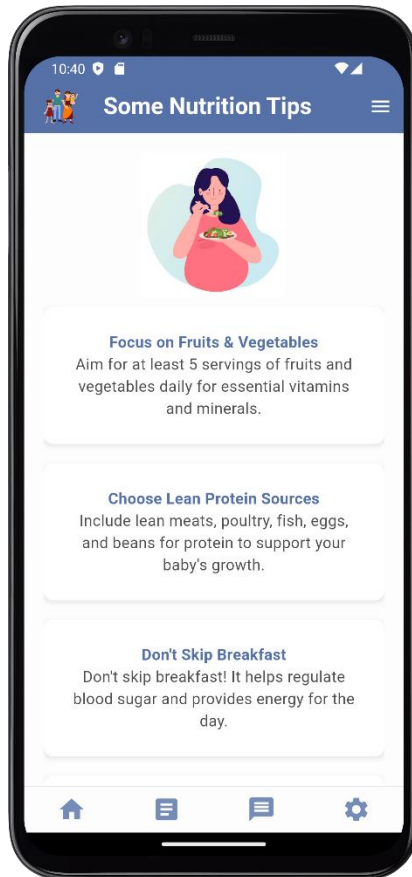 10:40
Some Nutrition Tips
Focus on Fruits & Vegetables
Aim for at least 5 servings of fruits and
vegetables daily for essential vitamins
and minerals.
Choose Lean Protein Sources
Include lean meats, poultry, fish, eggs,
and beans for protein to support your
baby's growth.
Don't Skip Breakfast
Don't skip breakfast! It helps regulate
blood sugar and provides energy for the
day.